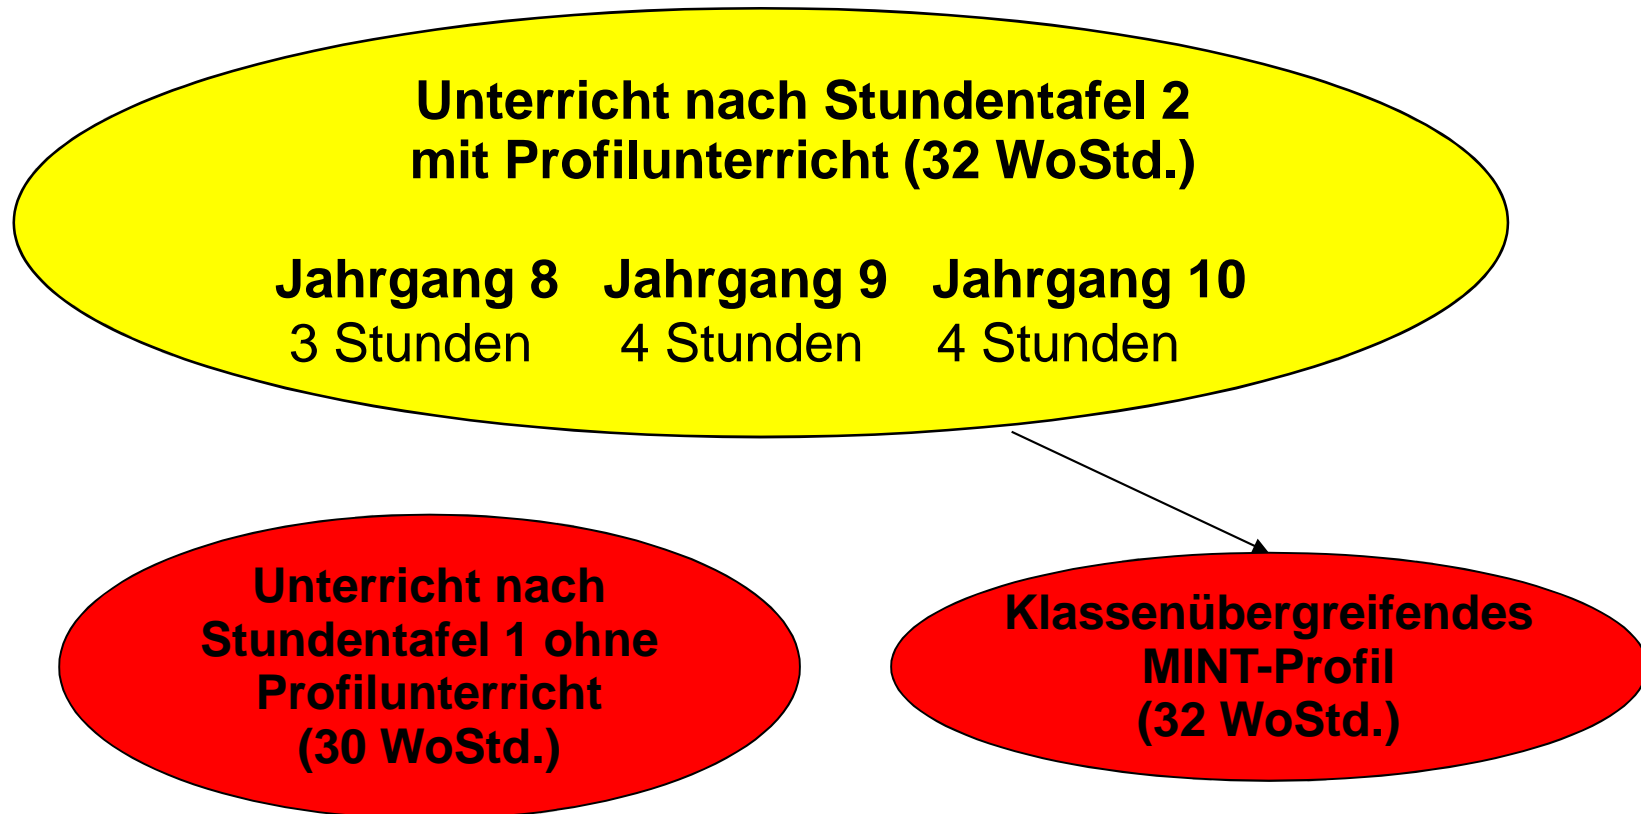 Unterricht nach Stundentafel 2
mit Profilunterricht (32 WoStd.)
Jahrgang 8 Jahrgang 9 Jahrgang 10
3 Stunden 4 Stunden 4 Stunden
Unterricht nach
Stundentafel 1 ohne
Profilunterricht
(30 WoStd.)
Klassenübergreifendes
MINT-Profil
(32 WoStd.)